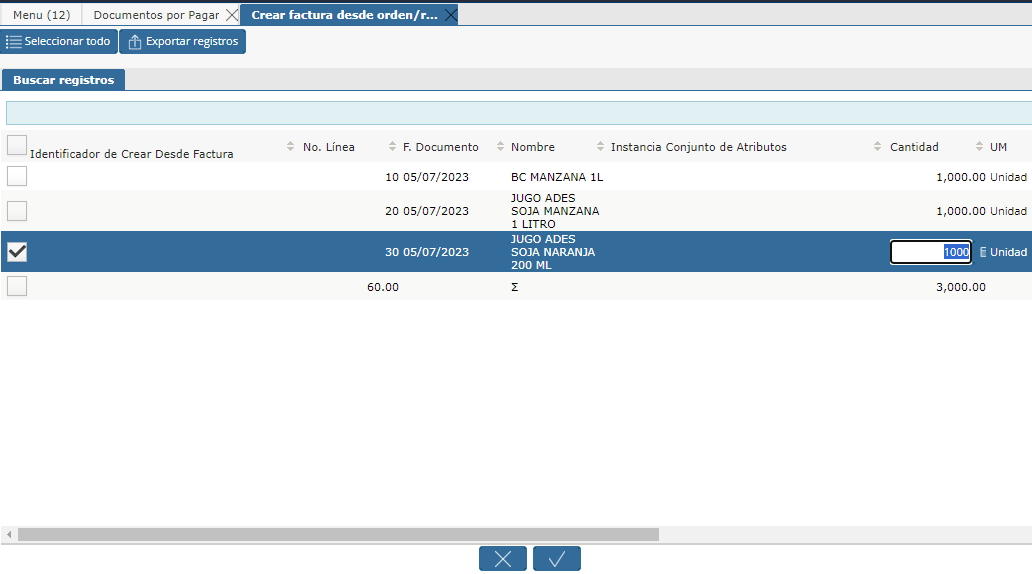 Menu (12)
Documentos por Pagar
Crear factura desde orden/r...
Seleccionar todo
Exportar registros
Buscar registros
Identificador de Crear Desde Factura
No. Línea
F. Documento
Nombre
Instancia Conjunto de Atributos
Cantidad
UM
10 05/07/2023 BC MANZANA 1L 1,000.00 Unidad
20 05/07/2023 JUGO ADES
SOJA MANZANA
1 LITRO
1,000.00 Unidad
30 05/07/2023 JUGO ADES
SOJA NARANJA
200 ML
1000 Unidad
60.00 Σ 3,000.00